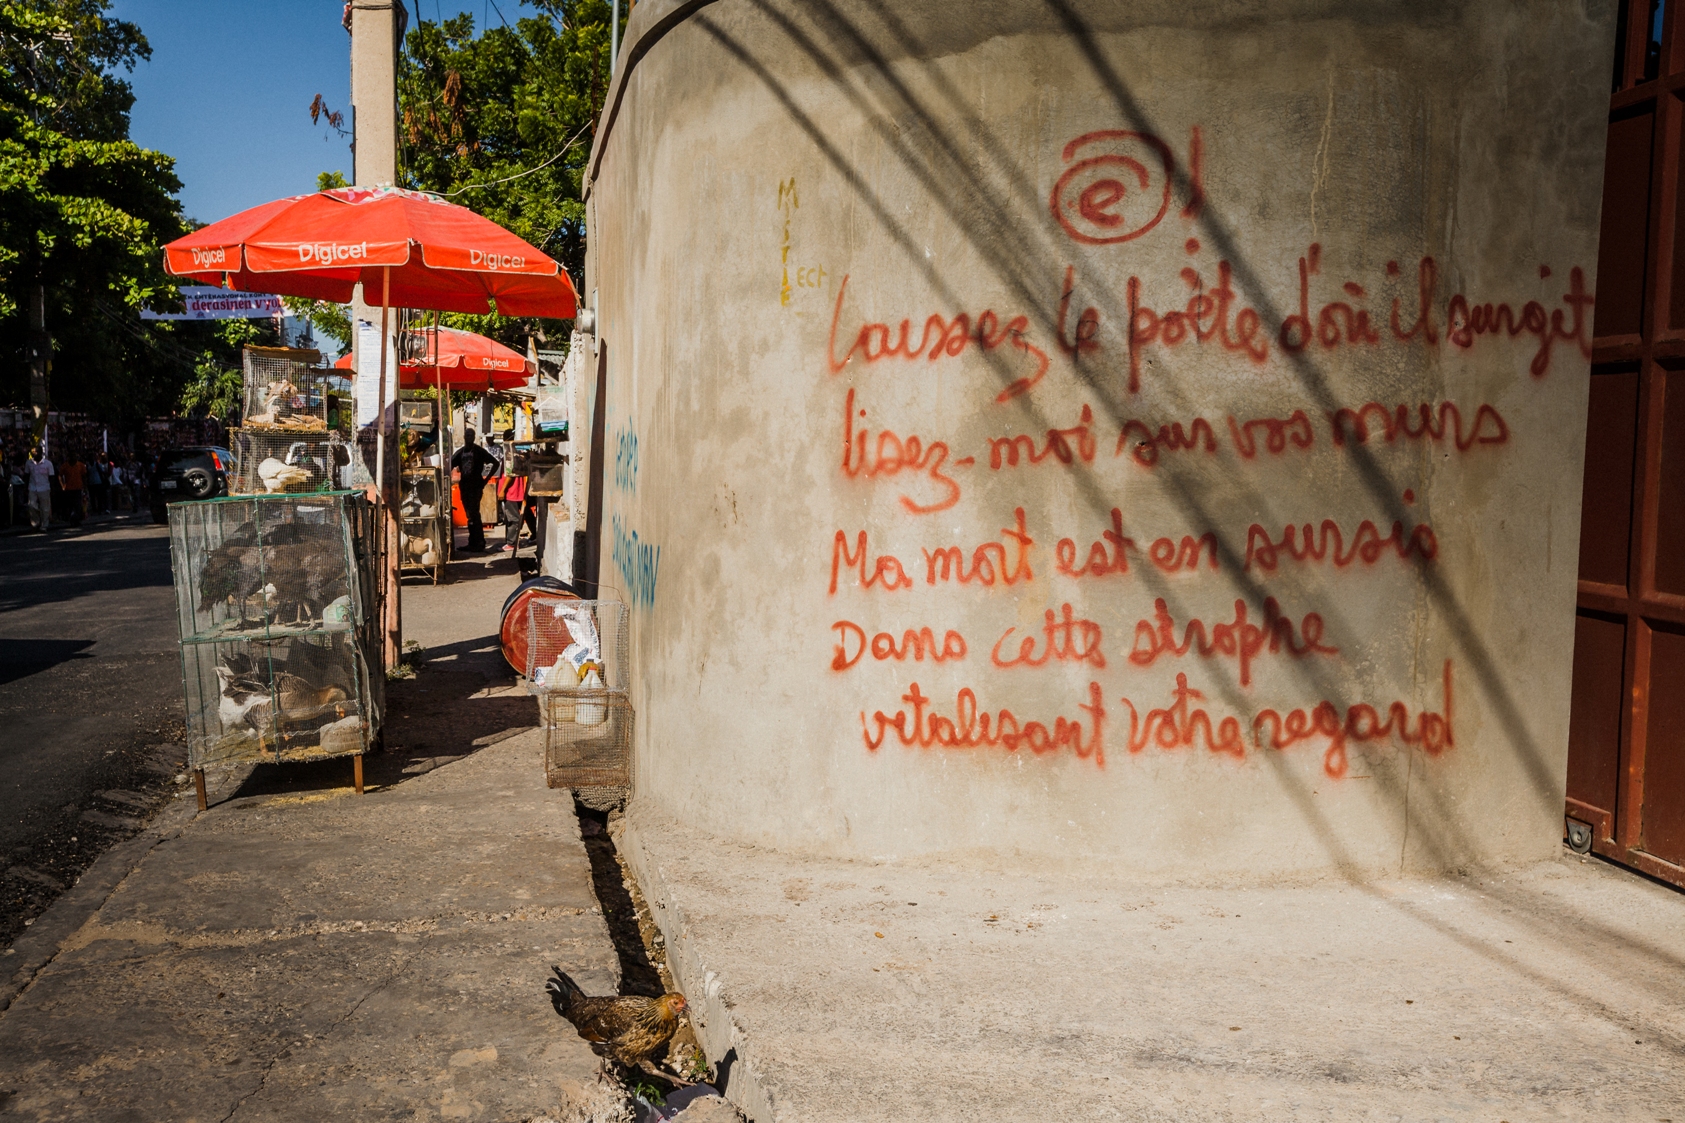 Digicel Digicel Digicel
Digicel
derasinen
M
ECT
e !
Laissez le poète d'où il surgit
lisez-moi sur vos murs
Ma mort est en sursis
Dans cette strophe
vitalisant votre regard